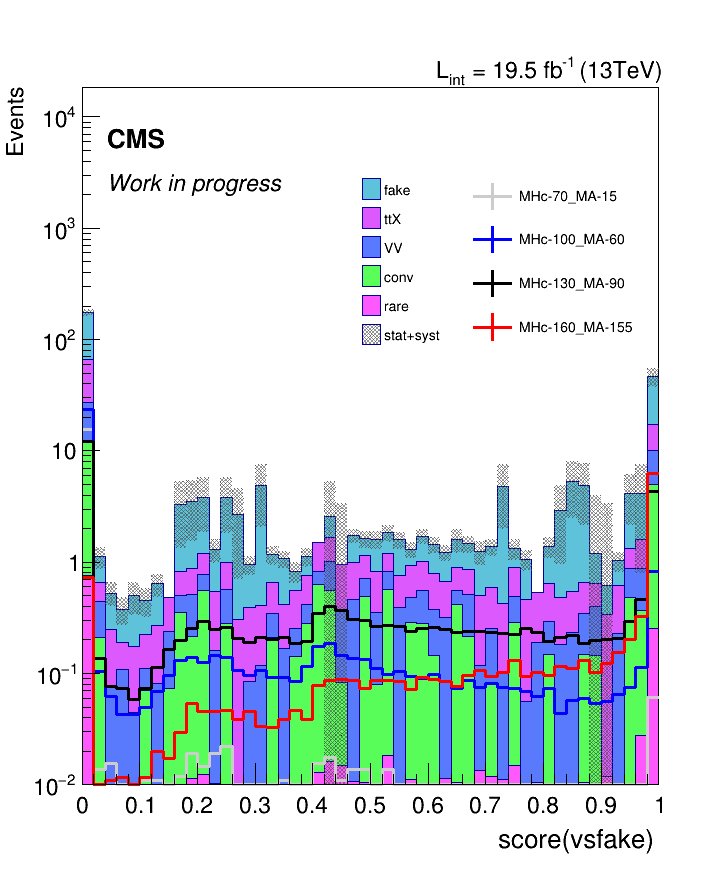 L_int = 19.5 fb^-1 (13TeV)
Events
CMS
Work in progress
fake
ttX
VV
conv
rare
stat+syst
MHc-70_MA-15
MHc-100_MA-60
MHc-130_MA-90
MHc-160_MA-155
10^4
10^3
10^2
10
1
10^−1
10^−2
0 0.1 0.2 0.3 0.4 0.5 0.6 0.7 0.8 0.9 1
score(vsfake)